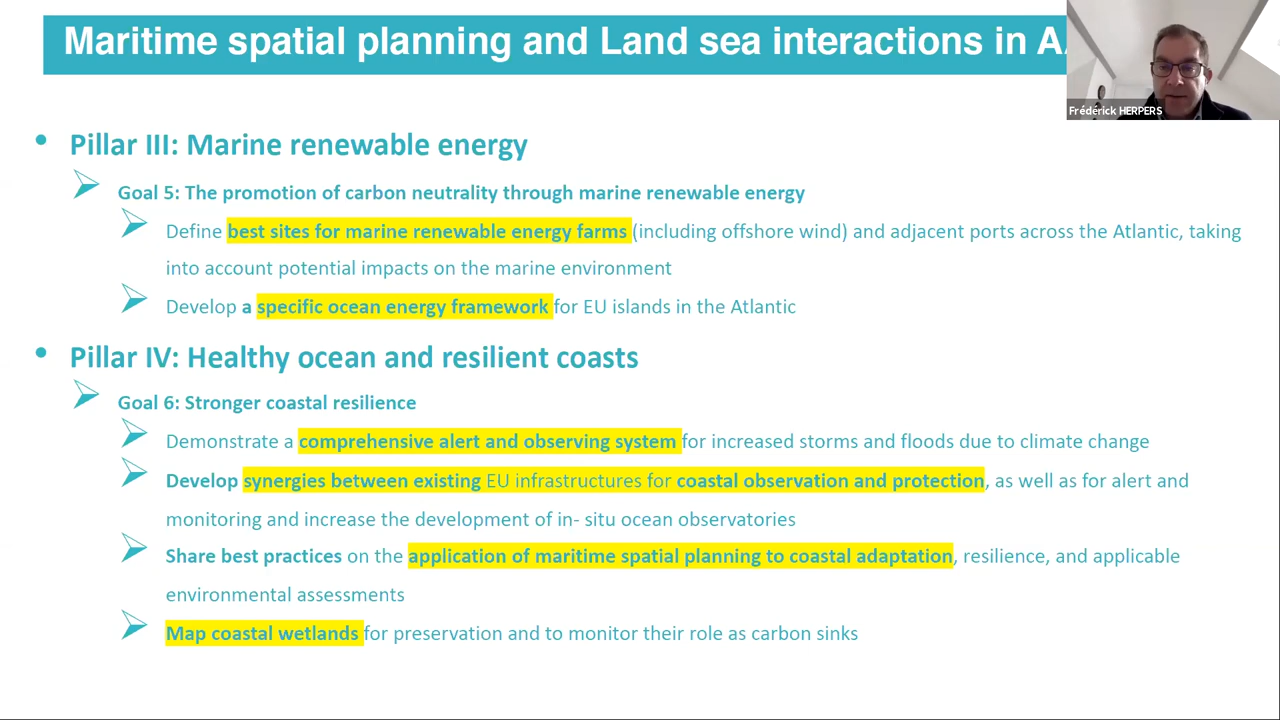 Maritime spatial planning and Land sea interactions in
Frédérick HERPERS
• Pillar III: Marine renewable energy
Goal 5: The promotion of carbon neutrality through marine renewable energy
Define best sites for marine renewable energy farms (including offshore wind) and adjacent ports across the Atlantic, taking
into account potential impacts on the marine environment
Develop a specific ocean energy framework for EU islands in the Atlantic
• Pillar IV: Healthy ocean and resilient coasts
Goal 6: Stronger coastal resilience
Demonstrate a comprehensive alert and observing system for increased storms and floods due to climate change
Develop synergies between existing EU infrastructures for coastal observation and protection, as well as for alert and
monitoring and increase the development of in- situ ocean observatories
Share best practices on the application of maritime spatial planning to coastal adaptation, resilience, and applicable
environmental assessments
Map coastal wetlands for preservation and to monitor their role as carbon sinks